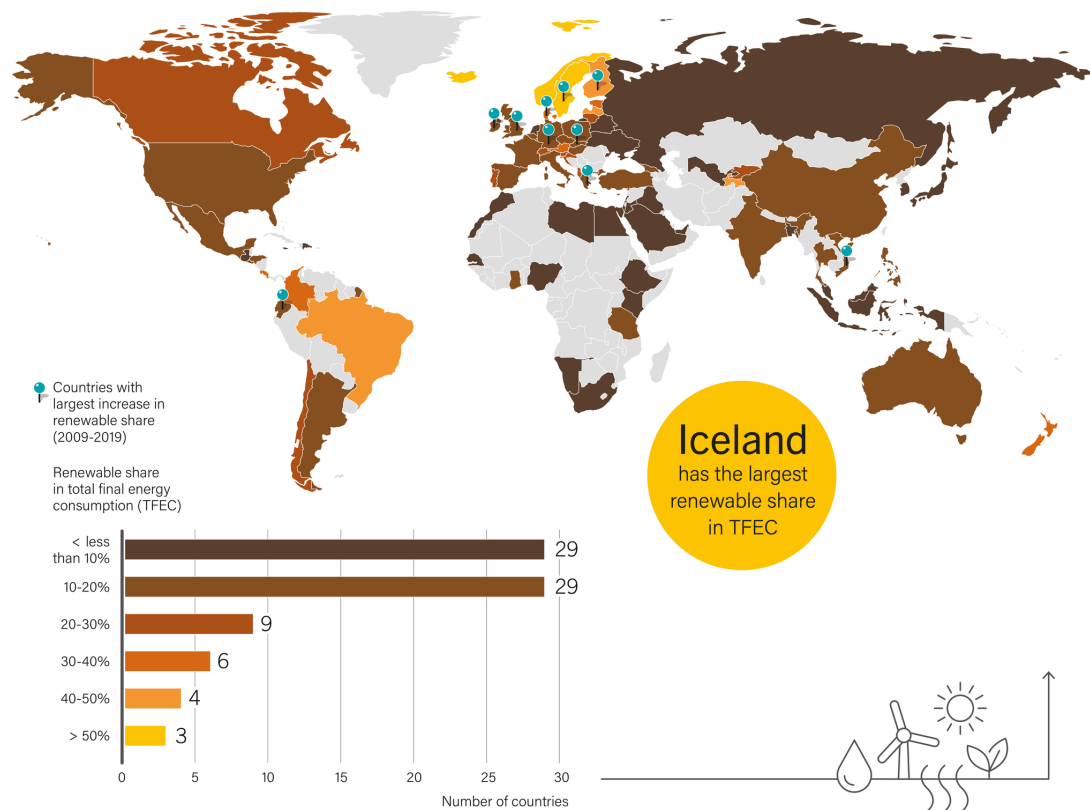 Countries with
largest increase in
renewable share
(2009-2019)
Renewable share
in total final energy
consumption (TFEC)
Iceland
has the largest
renewable share
in TFEC
< less
than 10%
29
10-20%
29
20-30%
9
30-40%
6
40-50%
4
> 50%
3
0 5 10 15 20 25 30
Number of countries